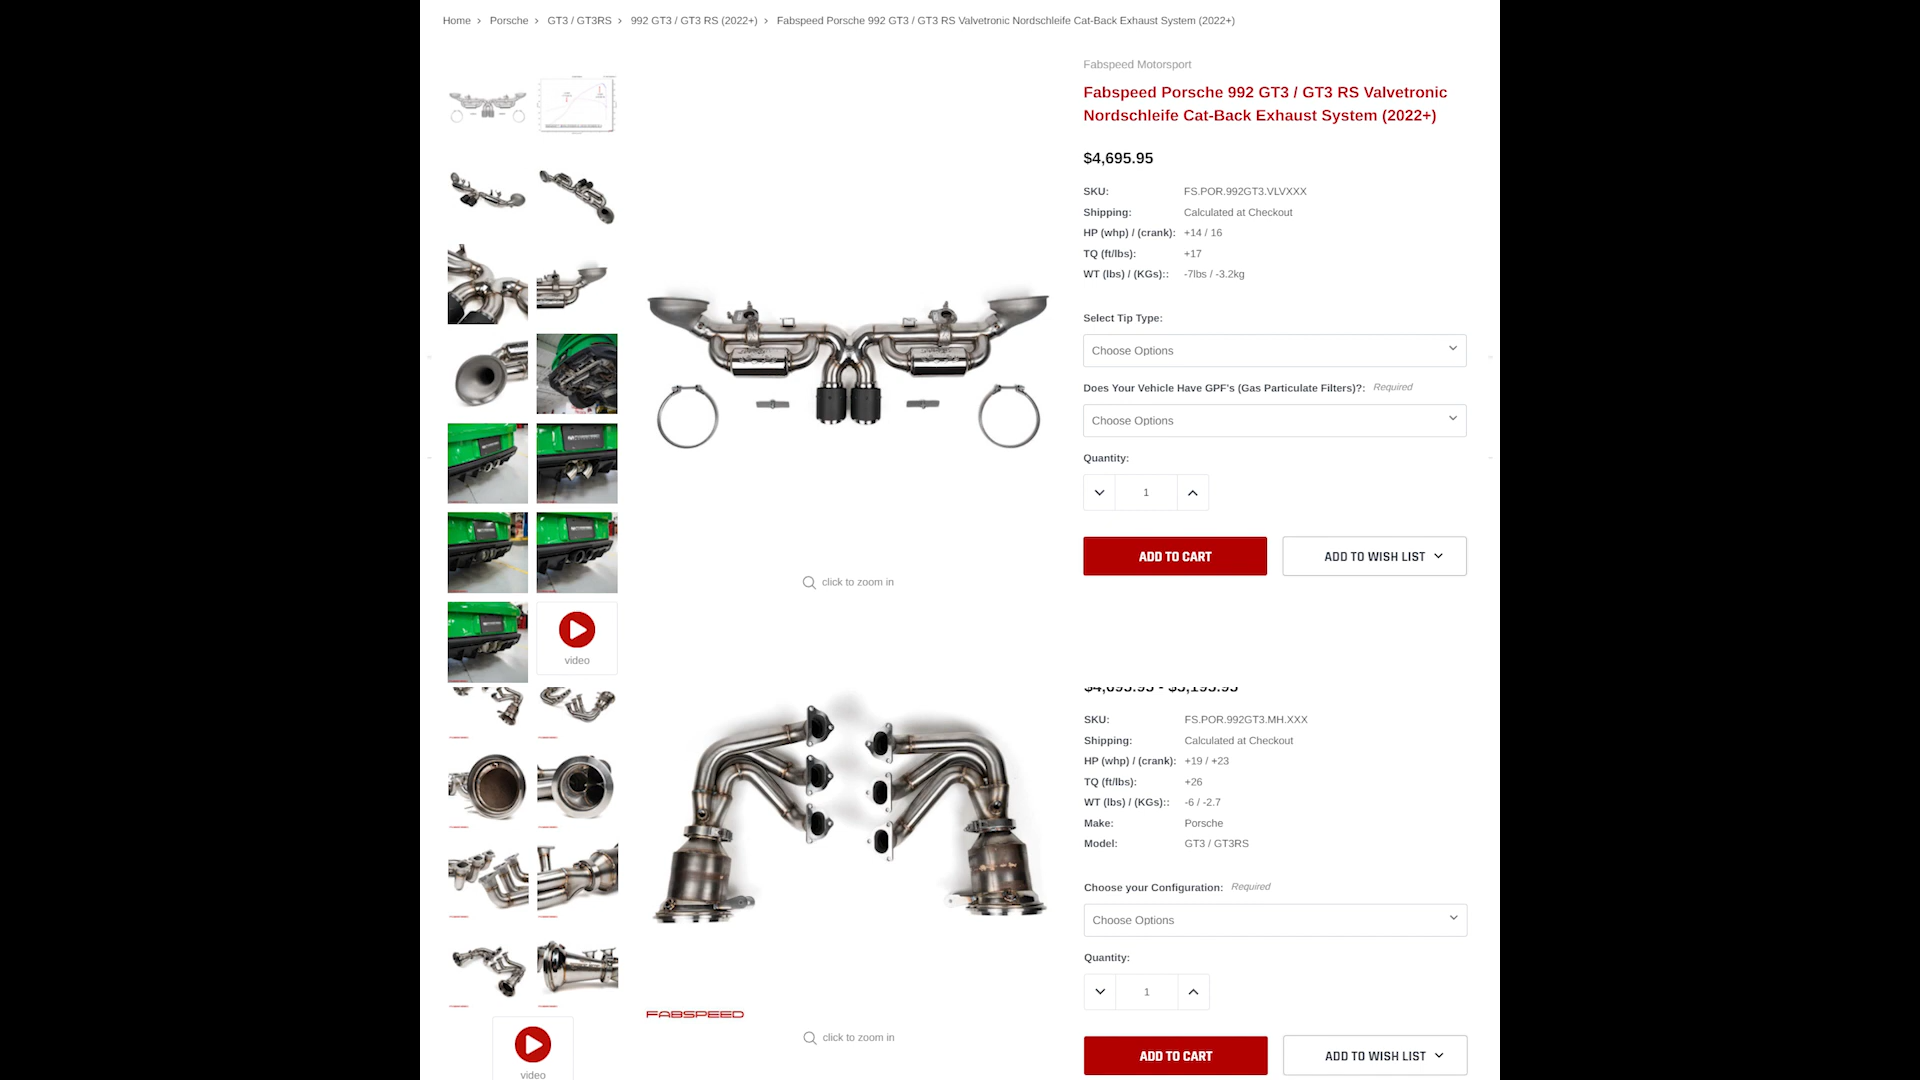 Home > Porsche > GT3 / GT3RS > 992 GT3 / GT3 RS (2022+) > Fabspeed Porsche 992 GT3 / GT3 RS Valvetronic Nordschleife Cat-Back Exhaust System (2022+)
Fabspeed Motorsport
Fabspeed Porsche 992 GT3 / GT3 RS Valvetronic
Nordschleife Cat-Back Exhaust System (2022+)
$4,695.95
SKU: FS.POR.992GT3.VLVXXX
Shipping: Calculated at Checkout
HP (whp) / (crank): +14 / 16
TQ (ft/lbs): +17
WT (lbs) / (KGs):: -7lbs / -3.2kg
Select Tip Type:
Choose Options
Does Your Vehicle Have GPF's (Gas Particulate Filters)?: Required
Choose Options
Quantity:
1
ADD TO CART
ADD TO WISH LIST
click to zoom in
video
SKU: FS.POR.992GT3.MH.XXX
Shipping: Calculated at Checkout
HP (whp) / (crank): +19 / +23
TQ (ft/lbs): +26
WT (lbs) / (KGs):: -6 / -2.7
Make: Porsche
Model: GT3 / GT3RS
Choose your Configuration: Required
Choose Options
Quantity:
1
FABSPEED
click to zoom in
ADD TO CART
ADD TO WISH LIST
video